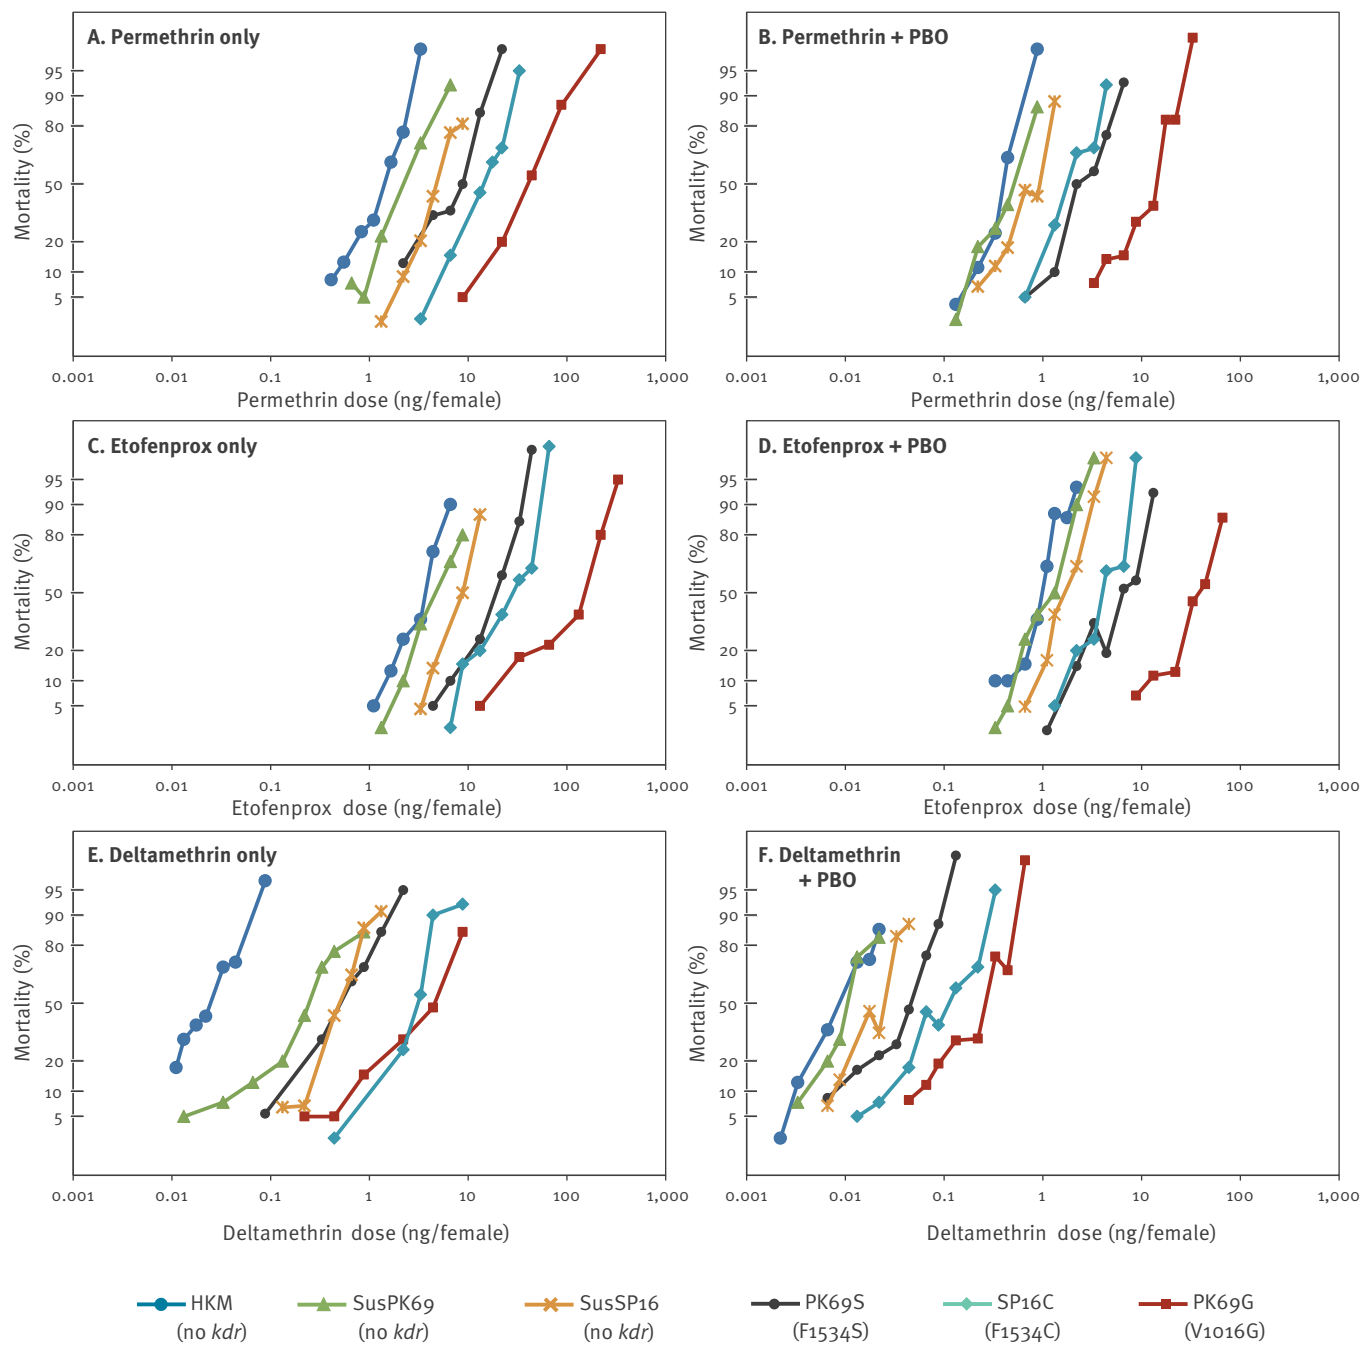 A. Permethrin only
95
90
80
50
20
10
5
Mortality (%)
0.001 0.01 0.1 1 10 100 1,000
Permethrin dose (ng/female)
B. Permethrin + PBO
95
90
80
50
20
10
5
Mortality (%)
0.001 0.01 0.1 1 10 100 1,000
Permethrin dose (ng/female)
C. Etofenprox only
95
90
80
50
20
10
5
Mortality (%)
0.001 0.01 0.1 1 10 100 1,000
Etofenprox dose (ng/female)
D. Etofenprox + PBO
95
90
80
50
20
10
5
Mortality (%)
0.001 0.01 0.1 1 10 100 1,000
Etofenprox dose (ng/female)
E. Deltamethrin only
95
90
80
50
20
10
5
Mortality (%)
0.001 0.01 0.1 1 10 100 1,000
Deltamethrin dose (ng/female)
F. Deltamethrin
+ PBO
95
90
80
50
20
10
5
Mortality (%)
0.001 0.01 0.1 1 10 100 1,000
Deltamethrin dose (ng/female)
HKM SusPK69 SusSP16 PK69S SP16C PK69G
(no kdr) (no kdr) (no kdr) (F1534S) (F1534C) (V1016G)